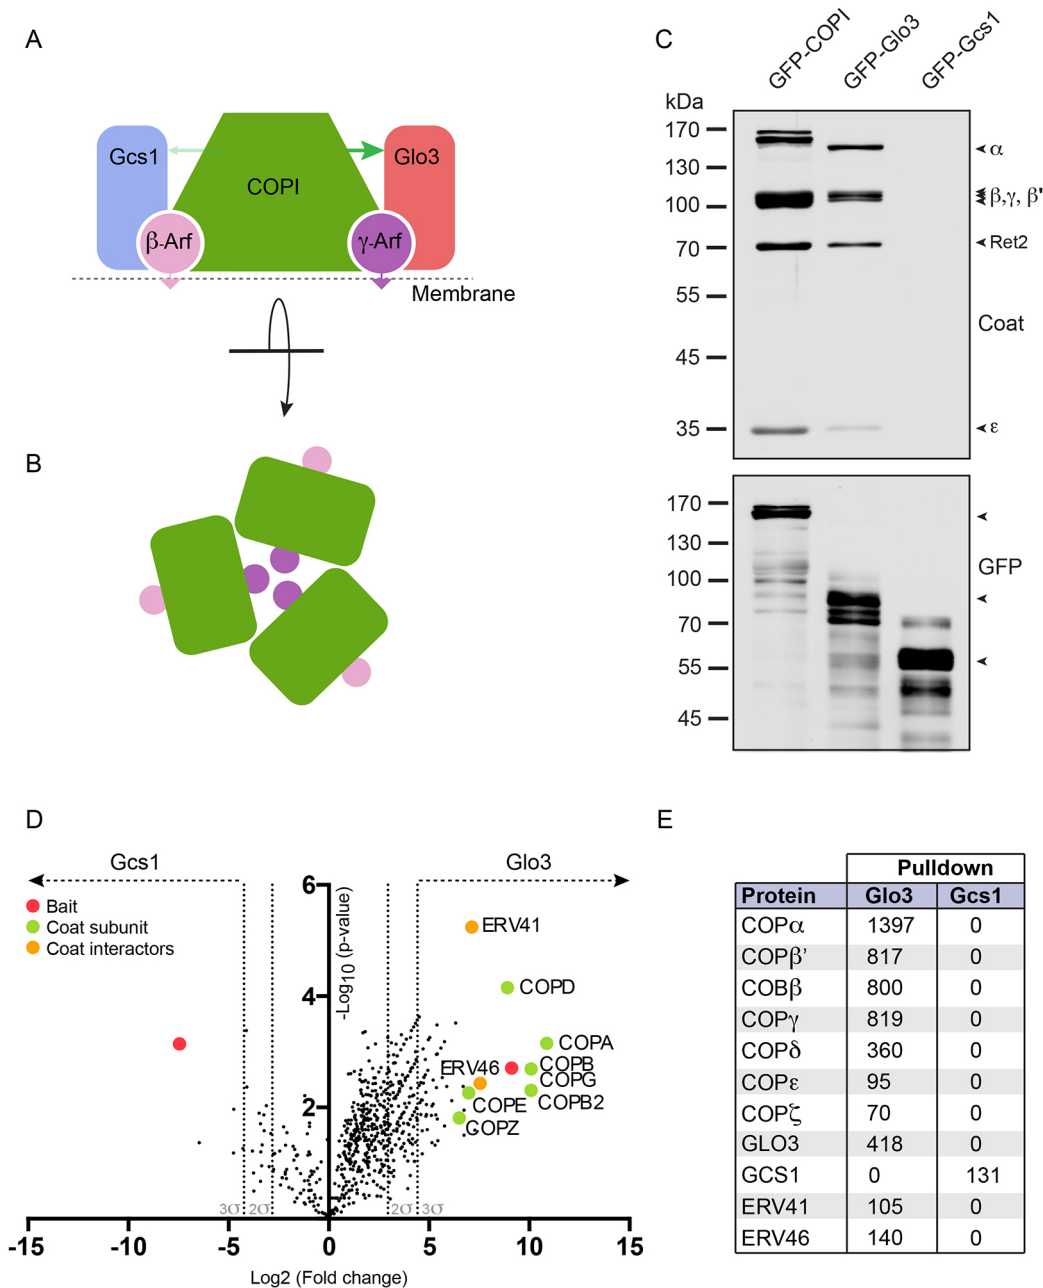 A
Gcs1
COPI
Glo3
β-Arf
γ-Arf
Membrane
B
C
GFP-COPI
GFP-Glo3
GFP-Gcs1
kDa
170
130
100
70
55
45
35
α
β,γ, β'
Ret2
Coat
ε
170
130
100
70
55
45
GFP
D
Gcs1
Glo3
Bait
Coat subunit
Coat interactors
6
4
2
-Log10 (p-value)
ERV41
COPD
COPA
ERV46
COPB
COPG
COPB2
COPE
COPZ
3σ 2σ 2σ 3σ
-15 -10 -5 0 5 10 15
Log2 (Fold change)
E
Pulldown
Protein Glo3 Gcs1
COPα 1397 0
COPβ’ 817 0
COBβ 800 0
COPγ 819 0
COPδ 360 0
COPε 95 0
COPζ 70 0
GLO3 418 0
GCS1 0 131
ERV41 105 0
ERV46 140 0